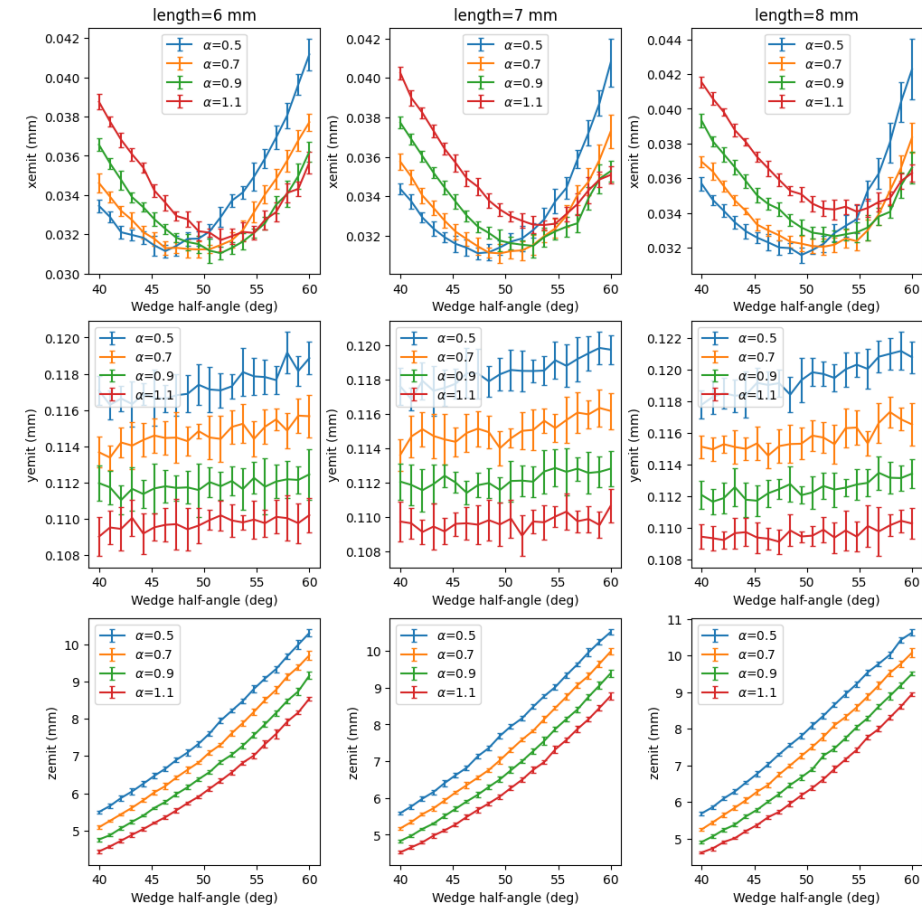 length=6 mm
length=7 mm
length=8 mm
xemit (mm)
0.042
0.040
0.038
0.036
0.034
0.032
0.030
α=0.5
α=0.7
α=0.9
α=1.1
40 45 50 55 60
Wedge half-angle (deg)
xemit (mm)
0.042
0.040
0.038
0.036
0.034
0.032
α=0.5
α=0.7
α=0.9
α=1.1
40 45 50 55 60
Wedge half-angle (deg)
xemit (mm)
0.044
0.042
0.040
0.038
0.036
0.034
0.032
α=0.5
α=0.7
α=0.9
α=1.1
40 45 50 55 60
Wedge half-angle (deg)
yemit (mm)
0.120
0.118
0.116
0.114
0.112
0.110
0.108
α=0.5
α=0.7
α=0.9
α=1.1
40 45 50 55 60
Wedge half-angle (deg)
yemit (mm)
0.120
0.118
0.116
0.114
0.112
0.110
0.108
α=0.5
α=0.7
α=0.9
α=1.1
40 45 50 55 60
Wedge half-angle (deg)
yemit (mm)
0.122
0.120
0.118
0.116
0.114
0.112
0.110
0.108
α=0.5
α=0.7
α=0.9
α=1.1
40 45 50 55 60
Wedge half-angle (deg)
zemit (mm)
10
9
8
7
6
5
α=0.5
α=0.7
α=0.9
α=1.1
40 45 50 55 60
Wedge half-angle (deg)
zemit (mm)
10
9
8
7
6
5
α=0.5
α=0.7
α=0.9
α=1.1
40 45 50 55 60
Wedge half-angle (deg)
zemit (mm)
11
10
9
8
7
6
5
α=0.5
α=0.7
α=0.9
α=1.1
40 45 50 55 60
Wedge half-angle (deg)